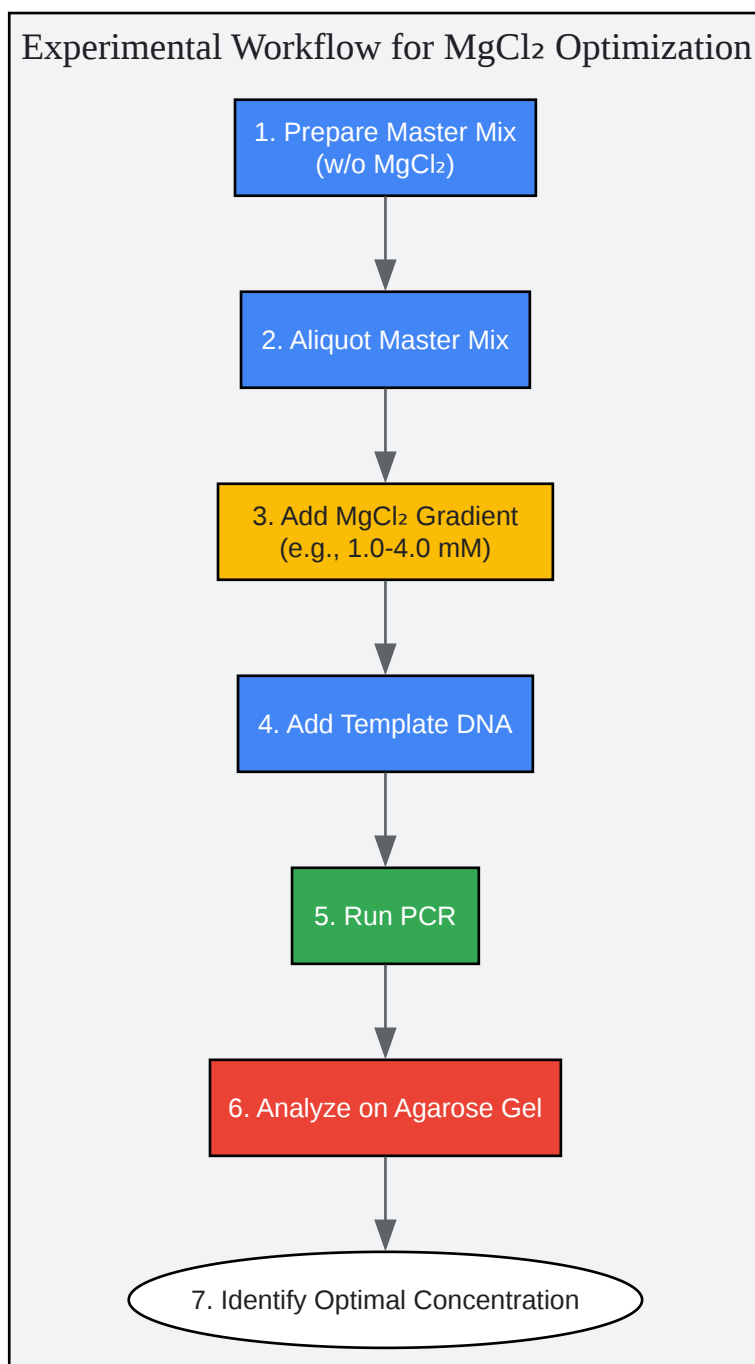 Experimental Workflow for MgCl₂ Optimization
1. Prepare Master Mix
(w/o MgCl₂)
2. Aliquot Master Mix
3. Add MgCl₂ Gradient
(e.g., 1.0-4.0 mM)
4. Add Template DNA
5. Run PCR
6. Analyze on Agarose Gel
7. Identify Optimal Concentration